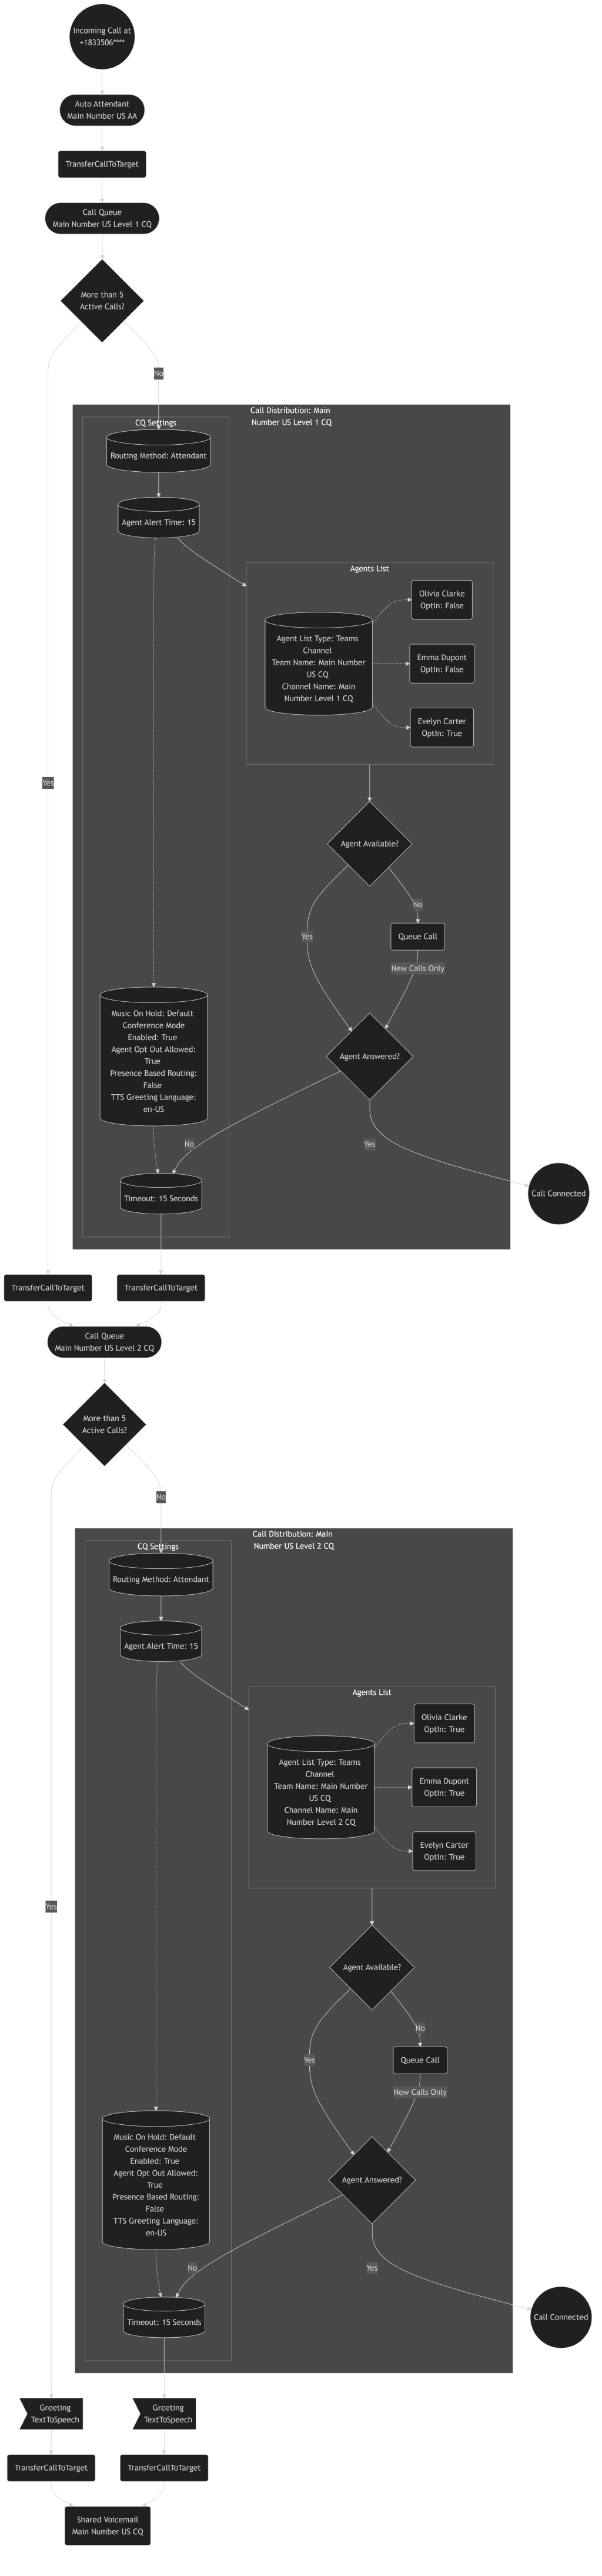 Incoming Call at
+1833506****
Auto Attendant
Main Number US AA
TransferCallToTarget
Call Queue
Main Number US Level 1 CQ
More than 5
Active Calls?
No
Yes
Call Distribution: Main
Number US Level 1 CQ
CQ Settings
Routing Method: Attendant
Agent Alert Time: 15
Agents List
Agent List Type: Teams
Channel
Team Name: Main Number
US CQ
Channel Name: Main
Number Level 1 CQ
Olivia Clarke
OptIn: False
Emma Dupont
OptIn: False
Evelyn Carter
OptIn: True
Agent Available?
No
Yes
Queue Call
New Calls Only
Music On Hold: Default
Conference Mode
Enabled: True
Agent Opt Out Allowed:
True
Presence Based Routing:
False
TTS Greeting Language:
en-US
Agent Answered?
No
Yes
Timeout: 15 Seconds
Call Connected
TransferCallToTarget
TransferCallToTarget
Call Queue
Main Number US Level 2 CQ
More than 5
Active Calls?
No
Yes
Call Distribution: Main
Number US Level 2 CQ
CQ Settings
Routing Method: Attendant
Agent Alert Time: 15
Agents List
Agent List Type: Teams
Channel
Team Name: Main Number
US CQ
Channel Name: Main
Number Level 2 CQ
Olivia Clarke
OptIn: True
Emma Dupont
OptIn: True
Evelyn Carter
OptIn: True
Agent Available?
No
Yes
Queue Call
New Calls Only
Music On Hold: Default
Conference Mode
Enabled: True
Agent Opt Out Allowed:
True
Presence Based Routing:
False
TTS Greeting Language:
en-US
Agent Answered?
No
Yes
Timeout: 15 Seconds
Call Connected
Greeting
TextToSpeech
Greeting
TextToSpeech
TransferCallToTarget
TransferCallToTarget
Shared Voicemail
Main Number US CQ